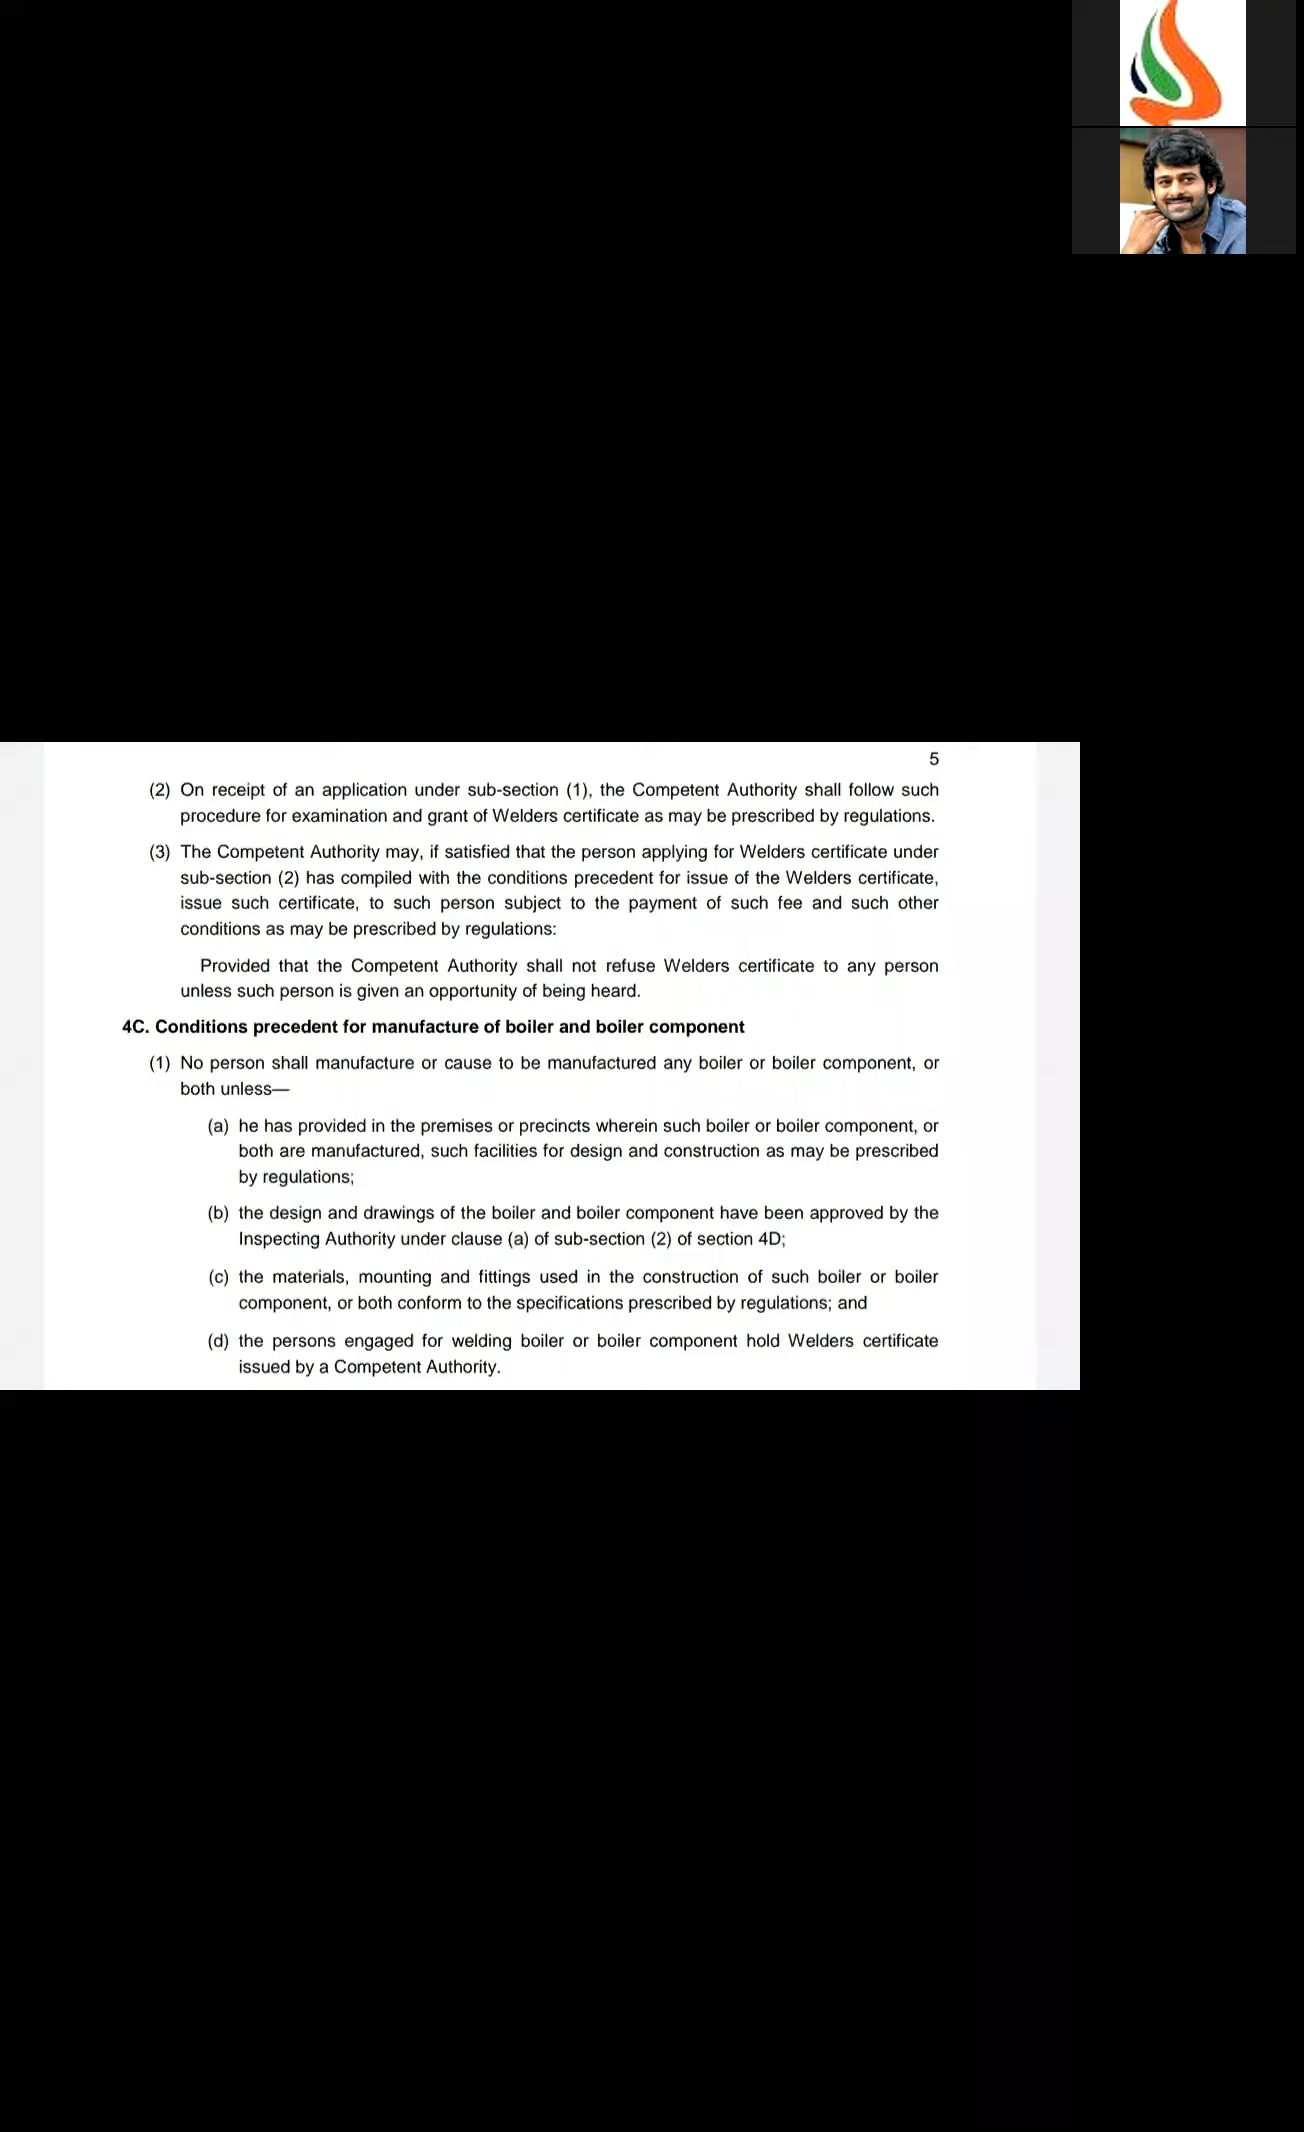 5
(2) On receipt of an application under sub-section (1), the Competent Authority shall follow such
procedure for examination and grant of Welders certificate as may be prescribed by regulations.
(3) The Competent Authority may, if satisfied that the person applying for Welders certificate under
sub-section (2) has compiled with the conditions precedent for issue of the Welders certificate,
issue such certificate, to such person subject to the payment of such fee and such other
conditions as may be prescribed by regulations:
Provided that the Competent Authority shall not refuse Welders certificate to any person
unless such person is given an opportunity of being heard.
4C. Conditions precedent for manufacture of boiler and boiler component
(1) No person shall manufacture or cause to be manufactured any boiler or boiler component, or
both unless—
(a) he has provided in the premises or precincts wherein such boiler or boiler component, or
both are manufactured, such facilities for design and construction as may be prescribed
by regulations;
(b) the design and drawings of the boiler and boiler component have been approved by the
Inspecting Authority under clause (a) of sub-section (2) of section 4D;
(c) the materials, mounting and fittings used in the construction of such boiler or boiler
component, or both conform to the specifications prescribed by regulations; and
(d) the persons engaged for welding boiler or boiler component hold Welders certificate
issued by a Competent Authority.